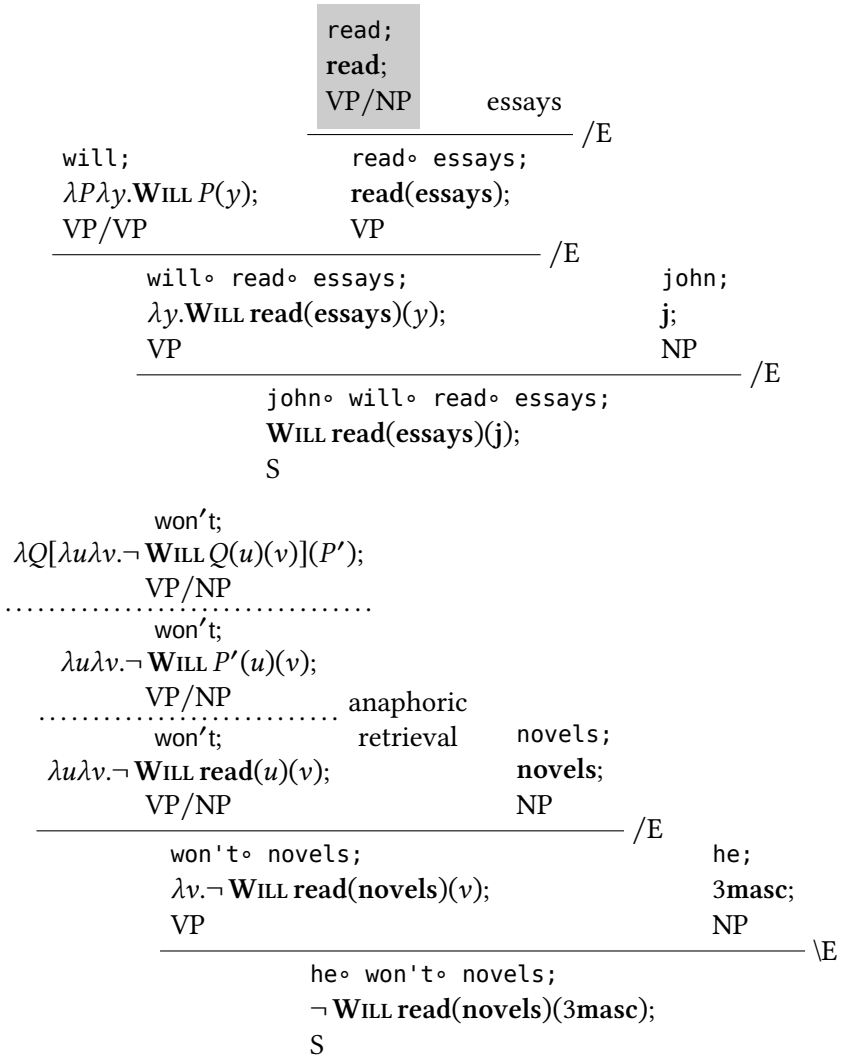 read;
read;
VP/NP essays
/E
will; read∘ essays;
λPλy.WILL P(y); read(essays);
VP/VP VP
/E
will∘ read∘ essays; john;
λy.WILL read(essays)(y); j;
VP NP
/E
john∘ will∘ read∘ essays;
WILL read(essays)(j);
S
won′t;
λQ[λuλv.¬ WILL Q(u)(v)](P′);
VP/NP
won′t;
λuλv.¬ WILL P′(u)(v);
VP/NP anaphoric
won′t; retrieval novels;
λuλv.¬ WILL read(u)(v); novels;
VP/NP NP
/E
won't∘ novels; he;
λv.¬ WILL read(novels)(v); 3masc;
VP NP
\E
he∘ won't∘ novels;
¬ WILL read(novels)(3masc);
S